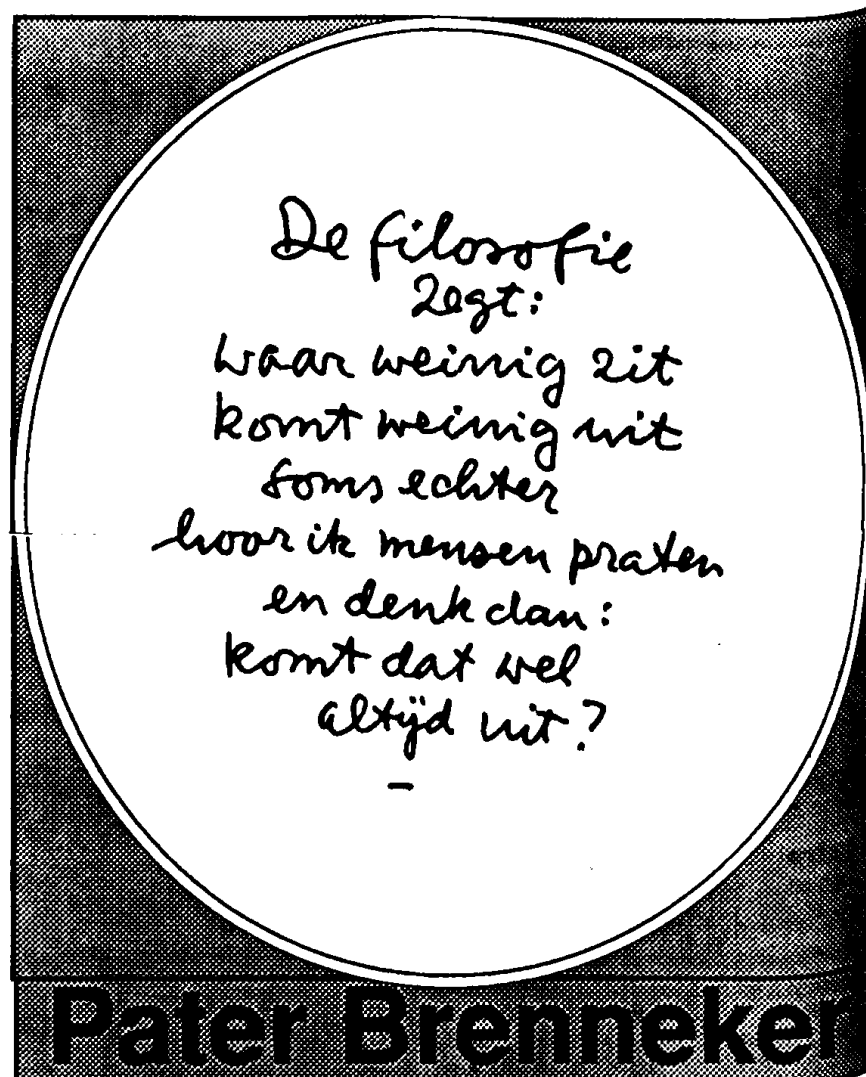 De filosofie
zegt:
waar weinig zit
komt weinig uit
soms echter
hoor ik mensen praten
en denk dan:
komt dat wel
altijd uit?
–
Pater Brenneker